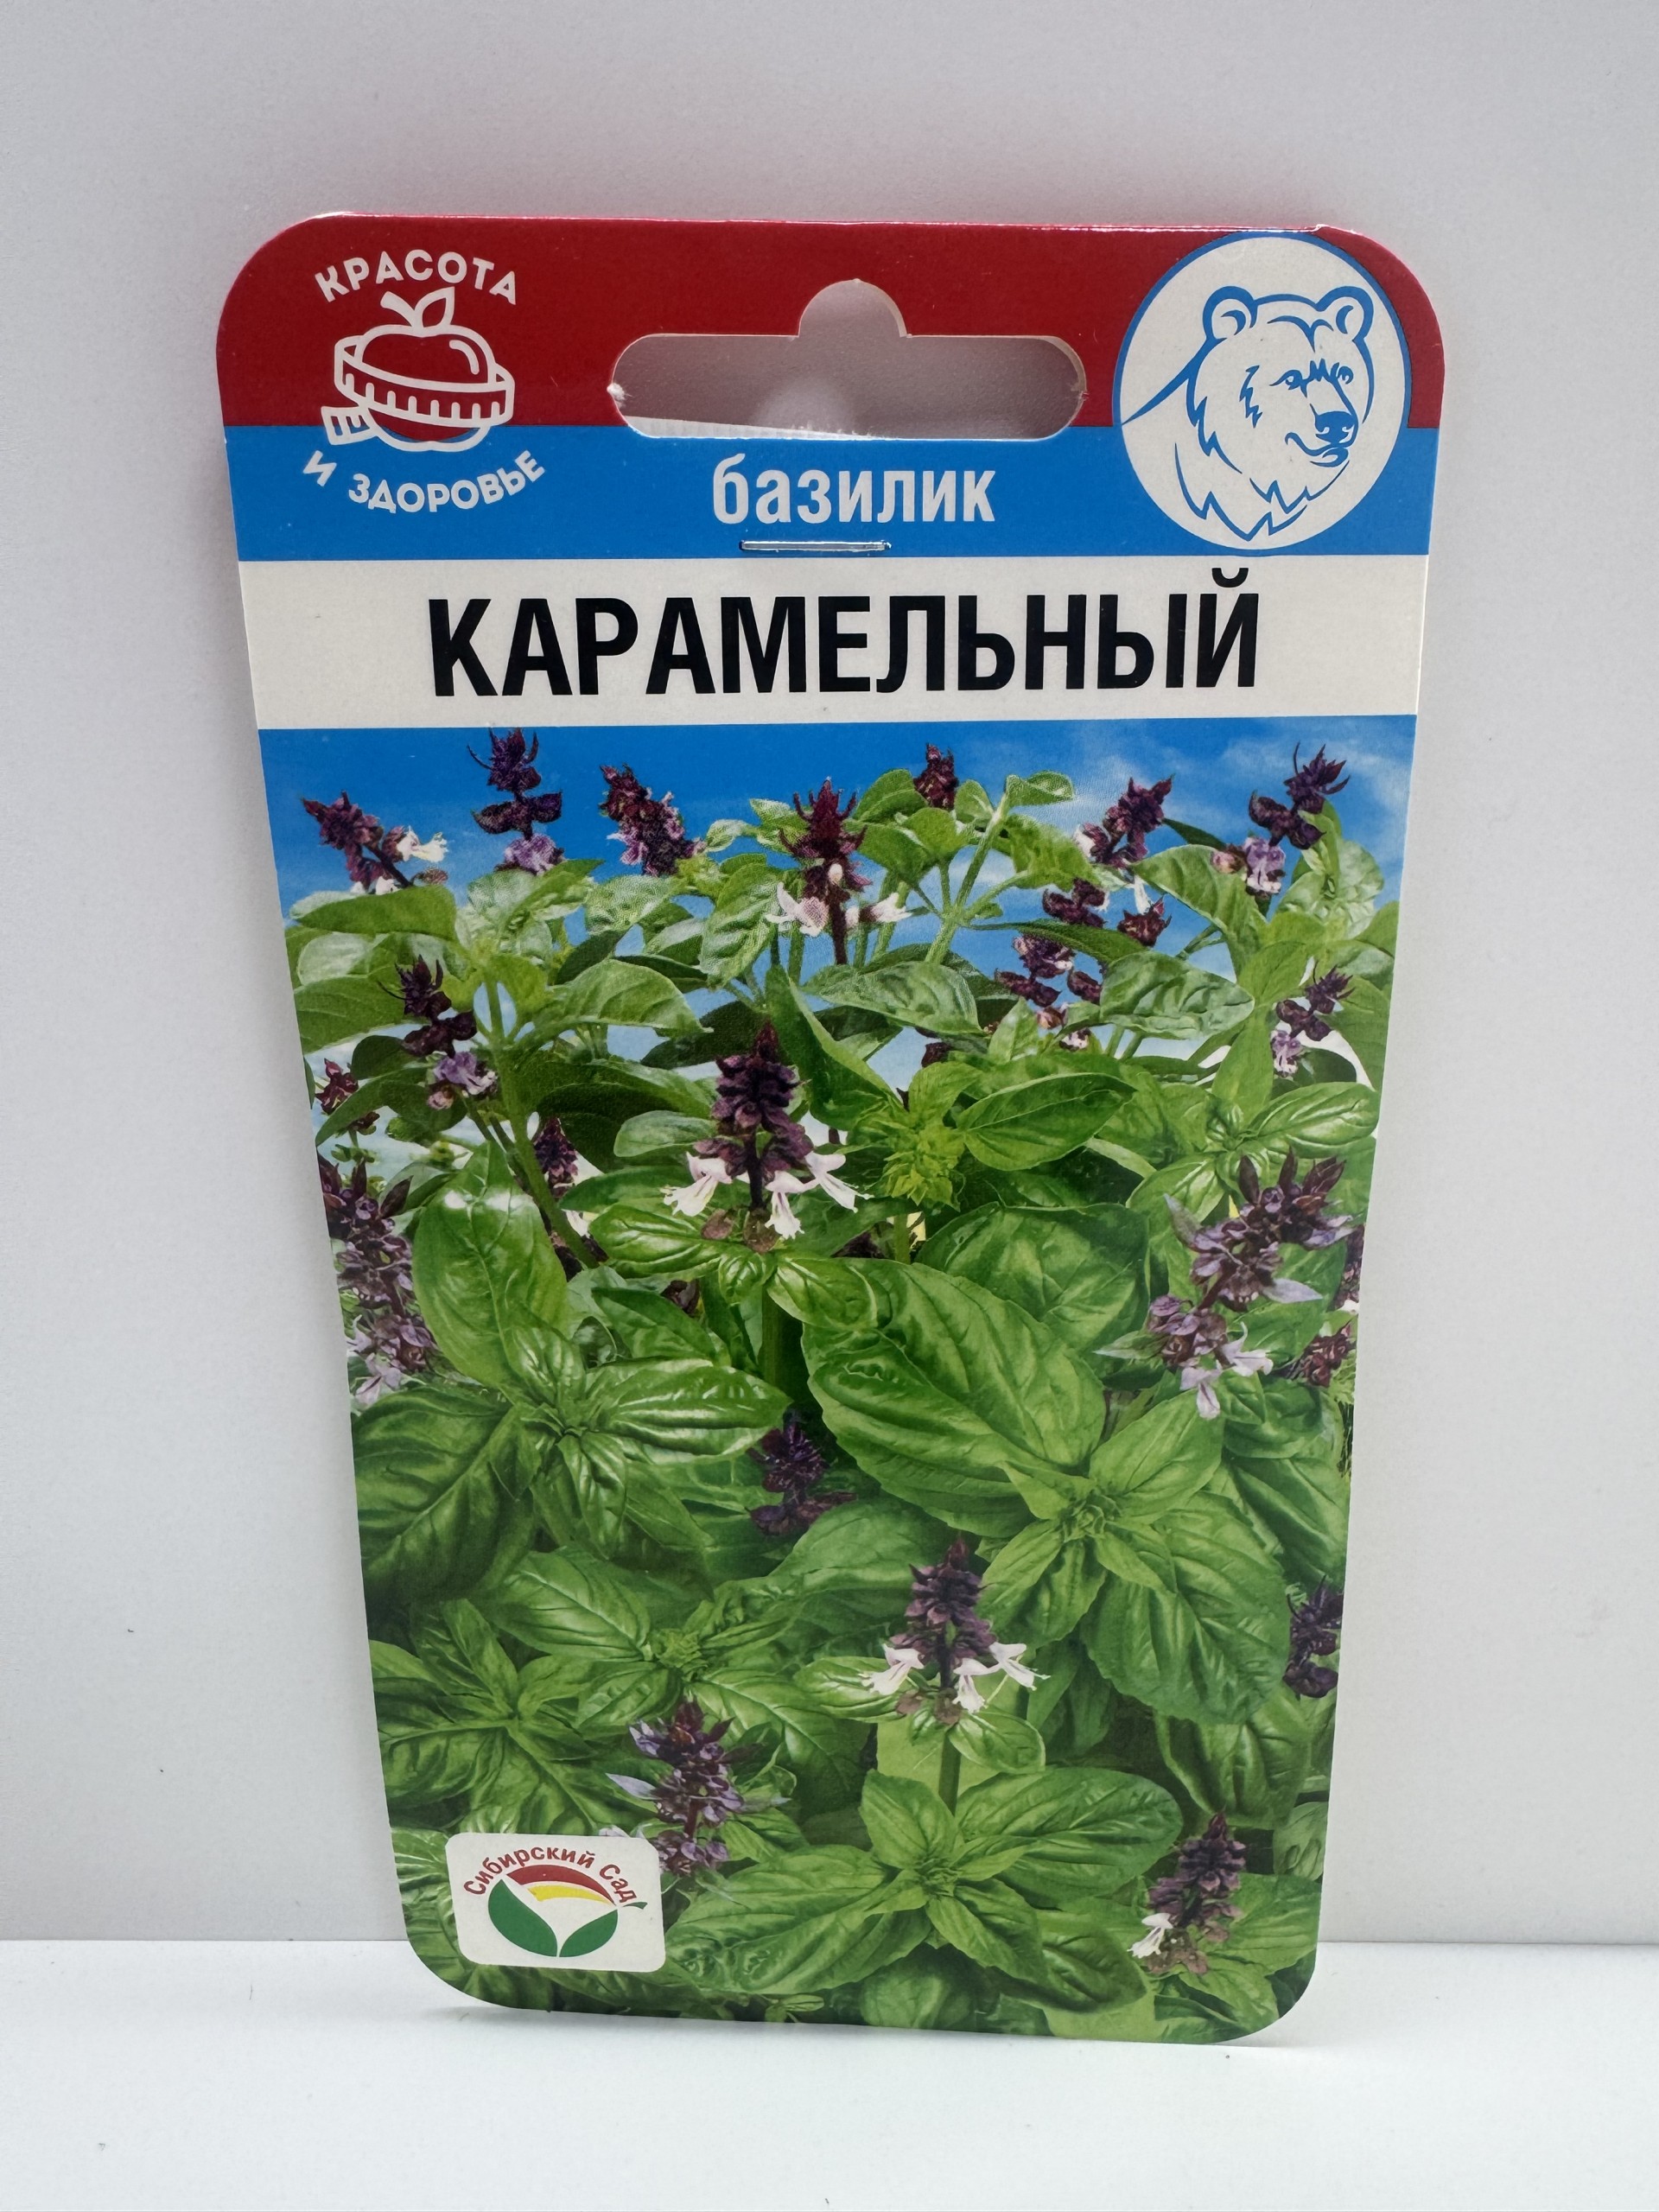 КРАСОТА
И ЗДОРОВЬЕ
базилик
КАРАМЕЛЬНЫЙ
Сибирский Сад